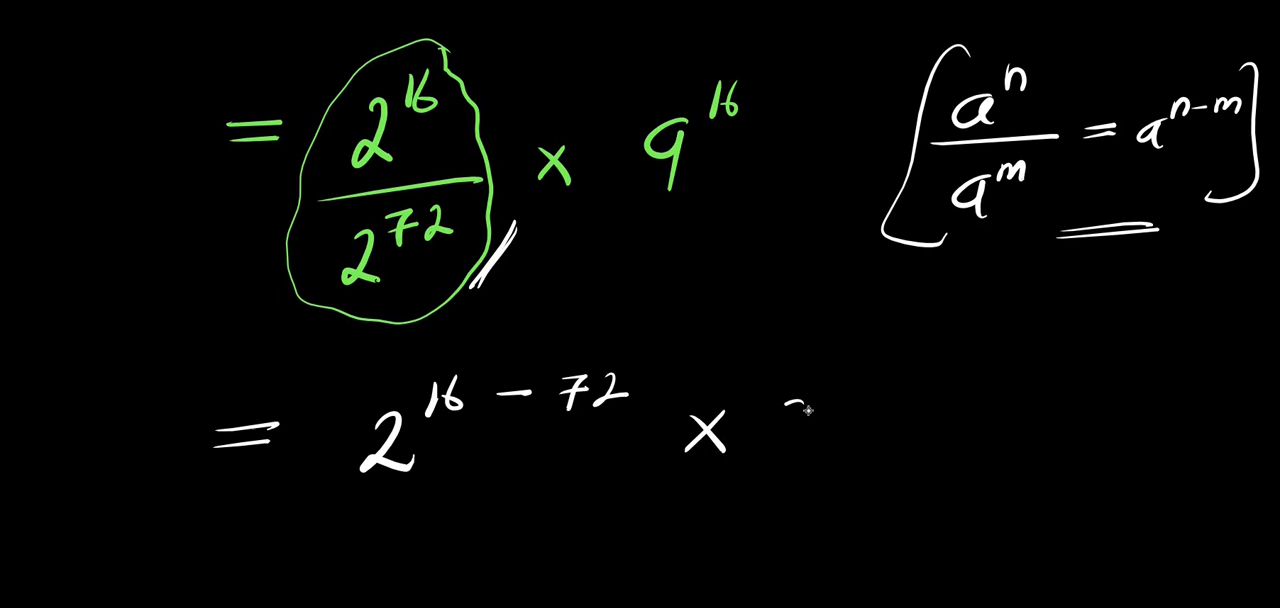 = 2^16 / 2^72 × 9^16 [a^n / a^m = a^(n-m)]
= 2^(16 - 72) ×